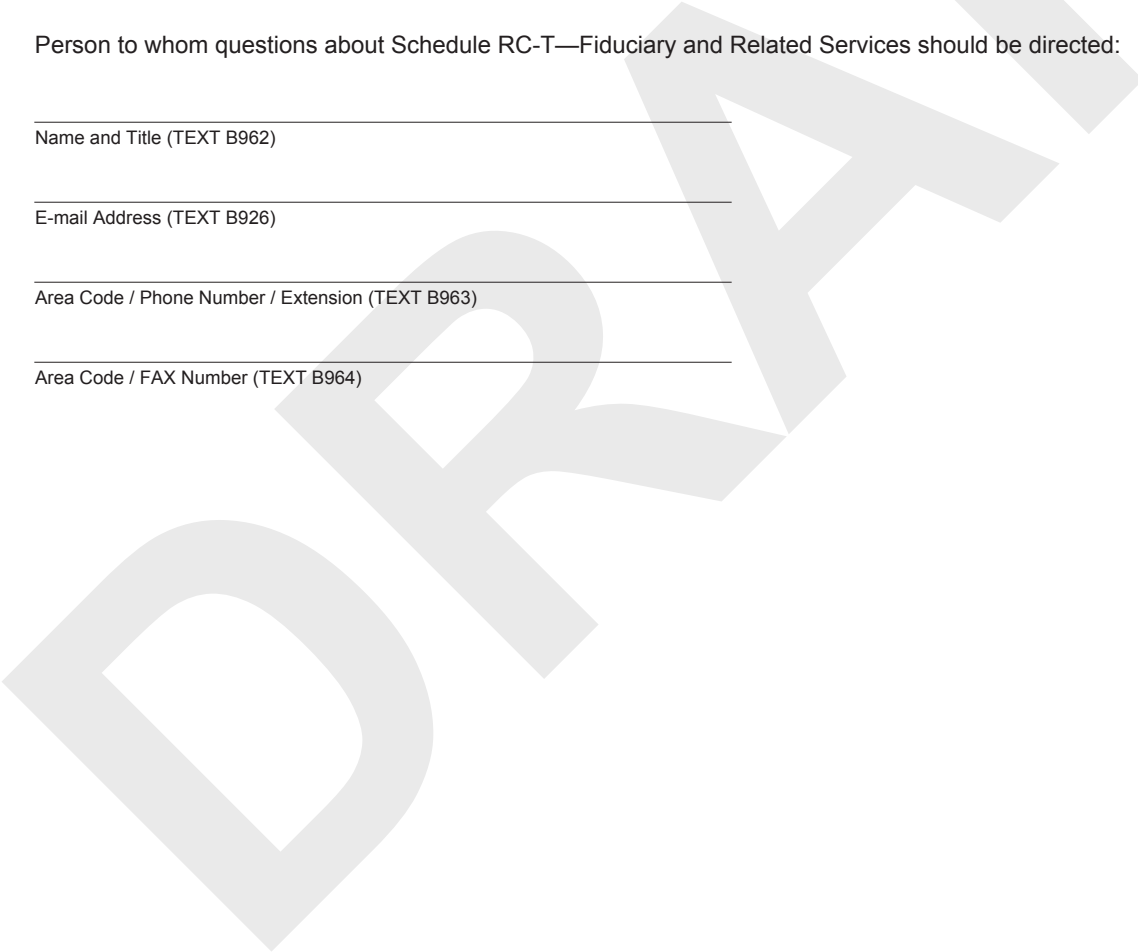 Person to whom questions about Schedule RC-T—Fiduciary and Related Services should be directed:
Name and Title (TEXT B962)
E-mail Address (TEXT B926)
Area Code / Phone Number / Extension (TEXT B963)
Area Code / FAX Number (TEXT B964)
DRA